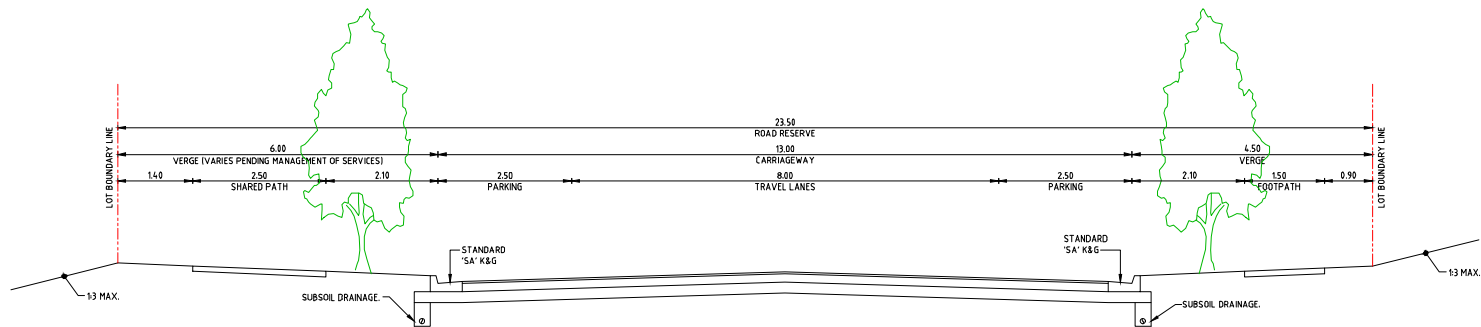 23.50
ROAD RESERVE
6.00
VERGE (VARIES PENDING MANAGEMENT OF SERVICES)
13.00
CARRIAGEWAY
4.50
VERGE
1.40
2.50
SHARED PATH
2.10
2.50
PARKING
8.00
TRAVEL LANES
2.50
PARKING
2.10
1.50
FOOTPATH
0.90
LOT BOUNDARY LINE
LOT BOUNDARY LINE
STANDARD
'SA' K&G
STANDARD
'SA' K&G
1:3 MAX.
1:3 MAX.
SUBSOIL DRAINAGE.
SUBSOIL DRAINAGE.